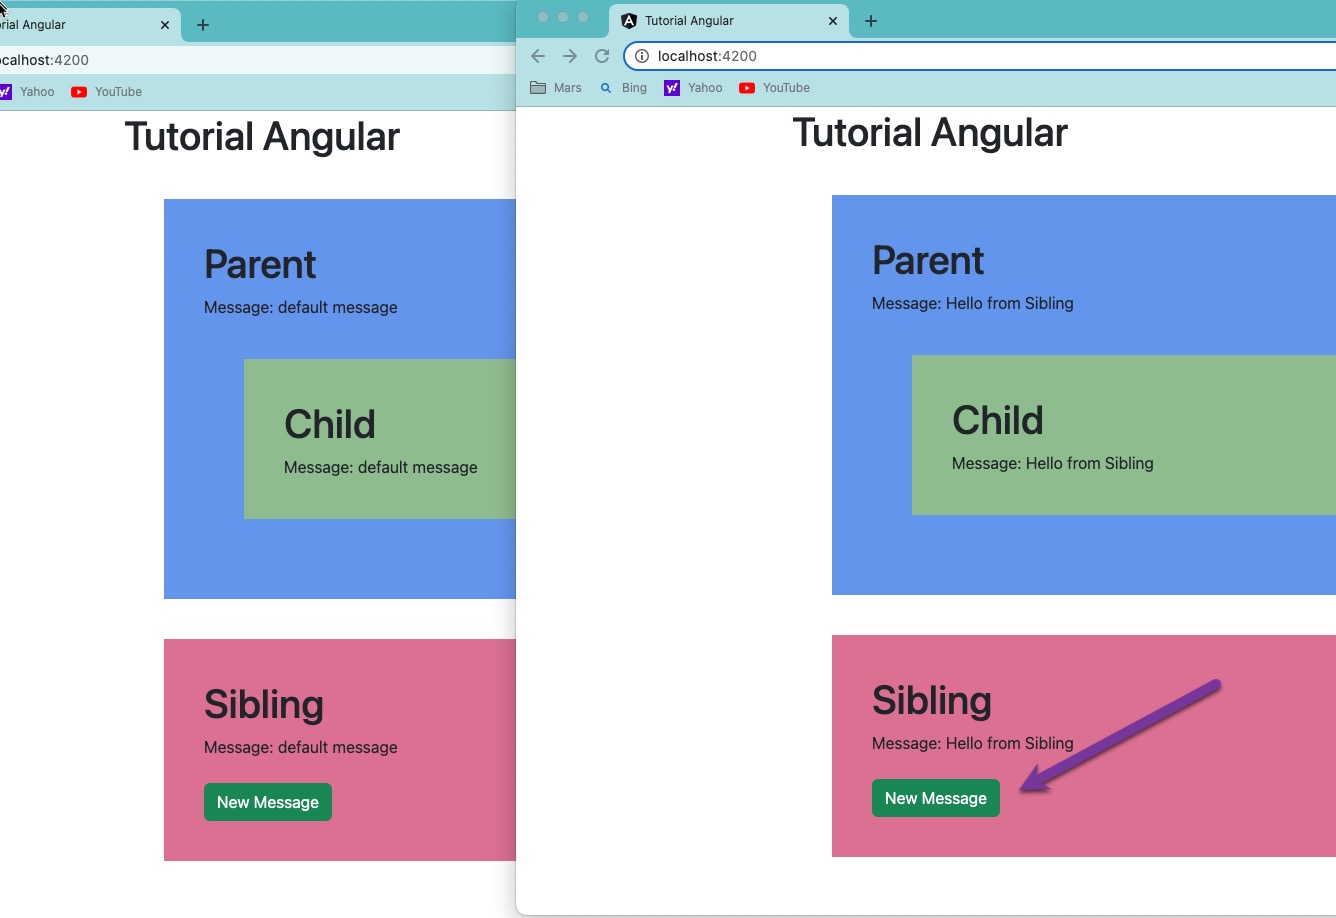 rial Angular
ocalhost:4200
y! Yahoo YouTube
Tutorial Angular
Parent
Message: default message
Child
Message: default message
Sibling
Message: default message
New Message
Tutorial Angular
localhost:4200
Mars Bing y! Yahoo YouTube
Tutorial Angular
Parent
Message: Hello from Sibling
Child
Message: Hello from Sibling
Sibling
Message: Hello from Sibling
New Message